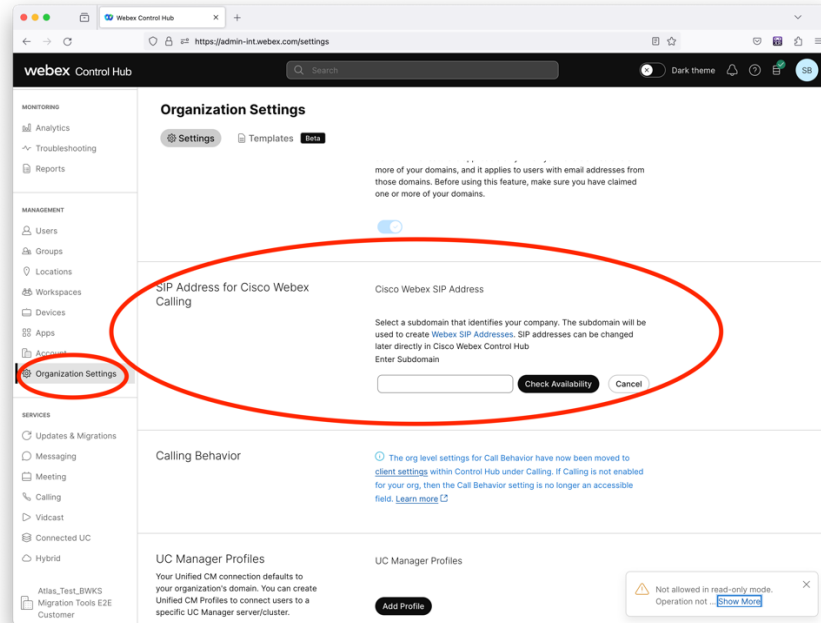 Webex Control Hub
https://admin-int.webex.com/settings
webex Control Hub
Search
Dark theme
SB
MONITORING
Analytics
Troubleshooting
Reports
MANAGEMENT
Users
Groups
Locations
Workspaces
Devices
Apps
Account
Organization Settings
SERVICES
Updates & Migrations
Messaging
Meeting
Calling
Vidcast
Connected UC
Hybrid
Atlas_Test_BWKS
Migration Tools E2E
Customer
Organization Settings
Settings
Templates Beta
more of your domains, and it applies to users with email addresses from
those domains. Before using this feature, make sure you have claimed
one or more of your domains.
SIP Address for Cisco Webex
Calling
Cisco Webex SIP Address
Select a subdomain that identifies your company. The subdomain will be
used to create Webex SIP Addresses. SIP addresses can be changed
later directly in Cisco Webex Control Hub
Enter Subdomain
Check Availability
Cancel
Calling Behavior
The org level settings for Call Behavior have now been moved to
client settings within Control Hub under Calling. If Calling is not enabled
for your org, then the Call Behavior setting is no longer an accessible
field. Learn more
UC Manager Profiles
Your Unified CM connection defaults to
your organization's domain. You can create
Unified CM Profiles to connect users to a
specific UC Manager server/cluster.
UC Manager Profiles
Add Profile
Not allowed in read-only mode.
Operation not ...Show More